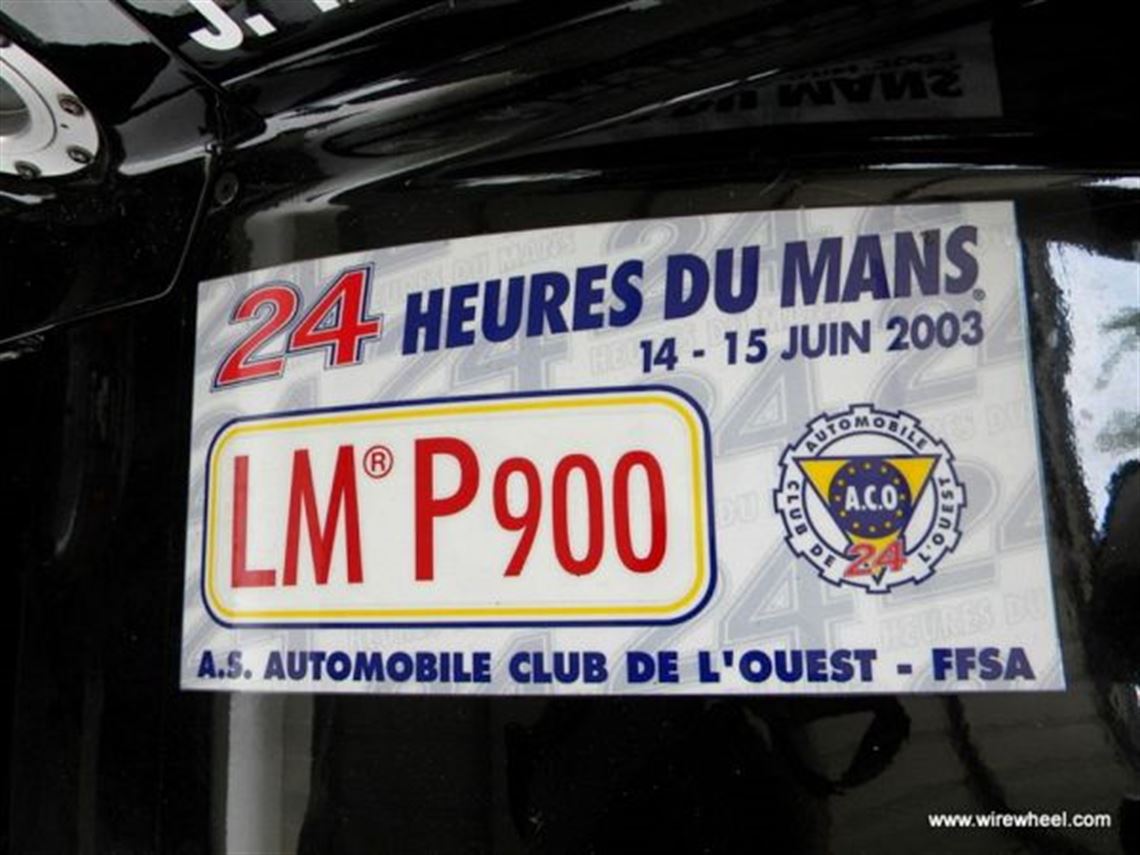 J.
24 HEURES DU MANS®
14 - 15 JUIN 2003
LM® P900
AUTOMOBILE CLUB DE L'OUEST
A.C.O
24
A.S. AUTOMOBILE CLUB DE L'OUEST - FFSA
www.wirewheel.com